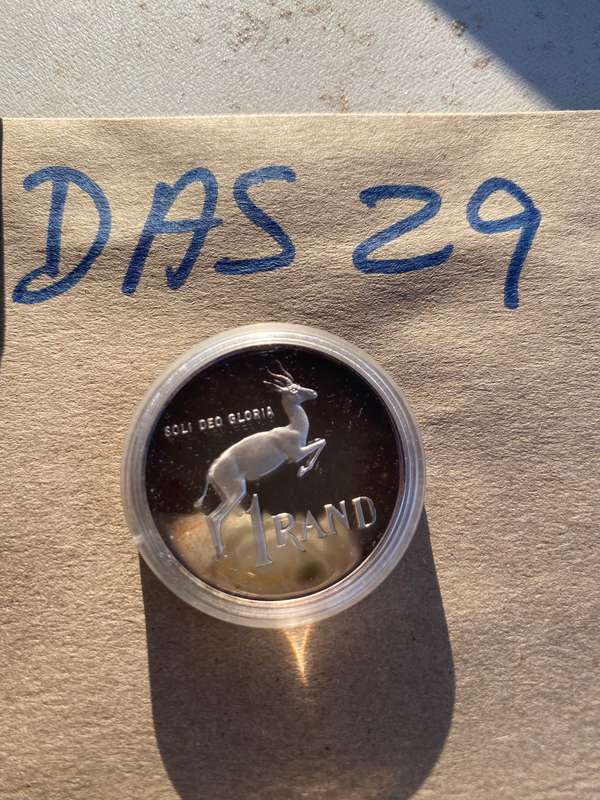 DAS 29
SOLI DEO GLORIA
1 RAND